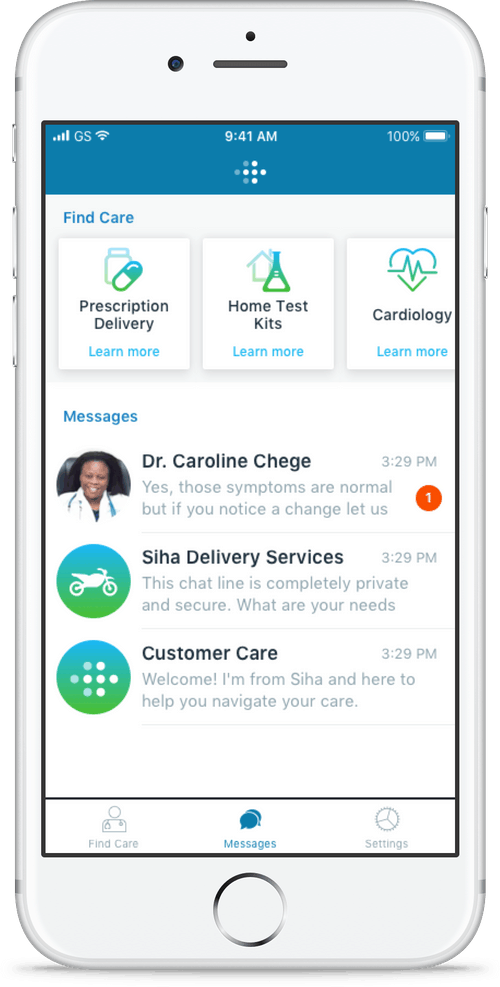 GS 9:41 AM 100%
Find Care
Prescription
Delivery
Learn more
Home Test
Kits
Learn more
Cardiology
Learn more
Messages
Dr. Caroline Chege 3:29 PM
Yes, those symptoms are normal
but if you notice a change let us
1
Siha Delivery Services 3:29 PM
This chat line is completely private
and secure. What are your needs
Customer Care 3:29 PM
Welcome! I'm from Siha and here to
help you navigate your care.
Find Care Messages Settings